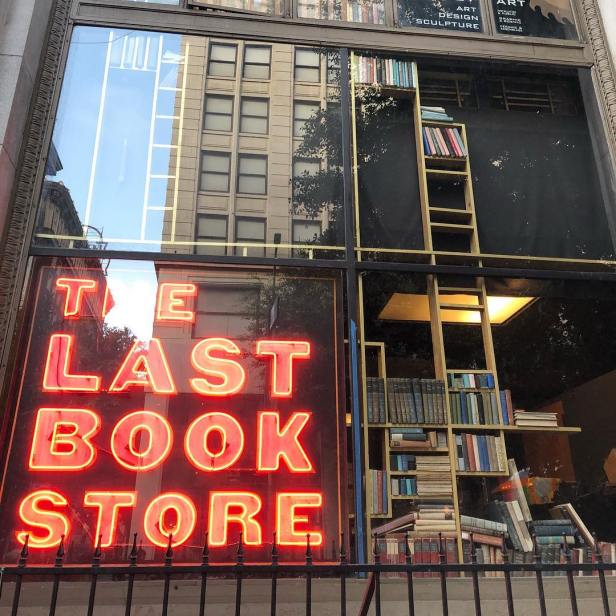 ART
ART
DESIGN
SCULPTURE
THE
LAST
BOOK
STORE